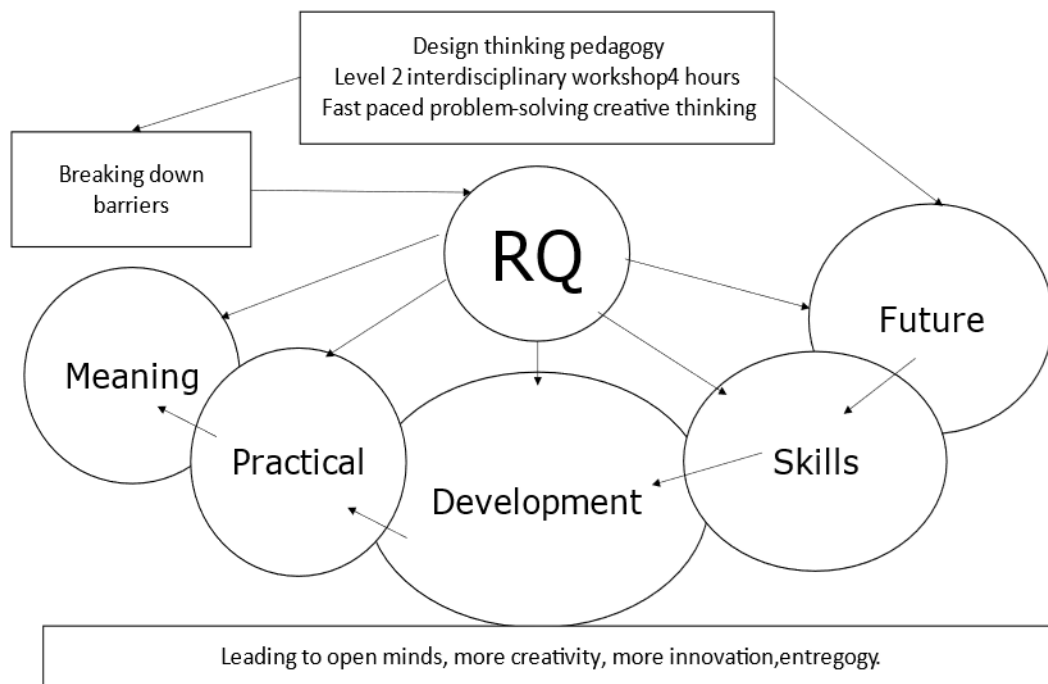 Design thinking pedagogy
Level 2 interdisciplinary workshop4 hours
Fast paced problem-solving creative thinking
Breaking down
barriers
RQ
Future
Meaning
Practical
Development
Skills
Leading to open minds, more creativity, more innovation,entregogy.